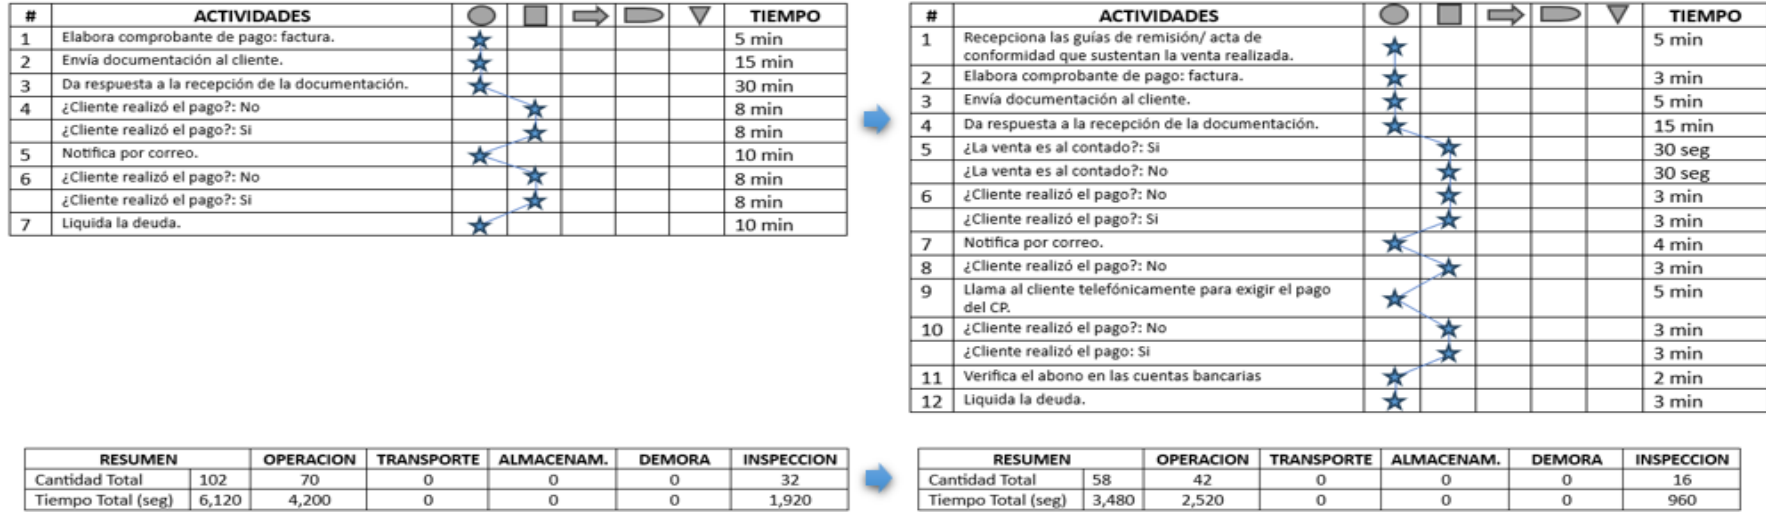 # ACTIVIDADES TIEMPO
1 Elabora comprobante de pago: factura. 5 min
2 Envía documentación al cliente. 15 min
3 Da respuesta a la recepción de la documentación. 30 min
4 ¿Cliente realizó el pago?: No 8 min
¿Cliente realizó el pago?: Si 8 min
5 Notifica por correo. 10 min
6 ¿Cliente realizó el pago?: No 8 min
¿Cliente realizó el pago?: Si 8 min
7 Liquida la deuda. 10 min
# ACTIVIDADES TIEMPO
1 Recepciona las guías de remisión/ acta de 5 min
conformidad que sustentan la venta realizada.
2 Elabora comprobante de pago: factura. 3 min
3 Envía documentación al cliente. 5 min
4 Da respuesta a la recepción de la documentación. 15 min
5 ¿La venta es al contado?: Si 30 seg
¿La venta es al contado?: No 30 seg
6 ¿Cliente realizó el pago?: No 3 min
¿Cliente realizó el pago?: Si 3 min
7 Notifica por correo. 4 min
8 ¿Cliente realizó el pago?: No 3 min
9 Llama al cliente telefónicamente para exigir el pago 5 min
del CP.
10 ¿Cliente realizó el pago?: No 3 min
¿Cliente realizó el pago: Si 3 min
11 Verifica el abono en las cuentas bancarias 2 min
12 Liquida la deuda. 3 min
RESUMEN OPERACION TRANSPORTE ALMACENAM. DEMORA INSPECCION
Cantidad Total 102 70 0 0 0 32
Tiempo Total (seg) 6,120 4,200 0 0 0 1,920
RESUMEN OPERACION TRANSPORTE ALMACENAM. DEMORA INSPECCION
Cantidad Total 58 42 0 0 0 16
Tiempo Total (seg) 3,480 2,520 0 0 0 960